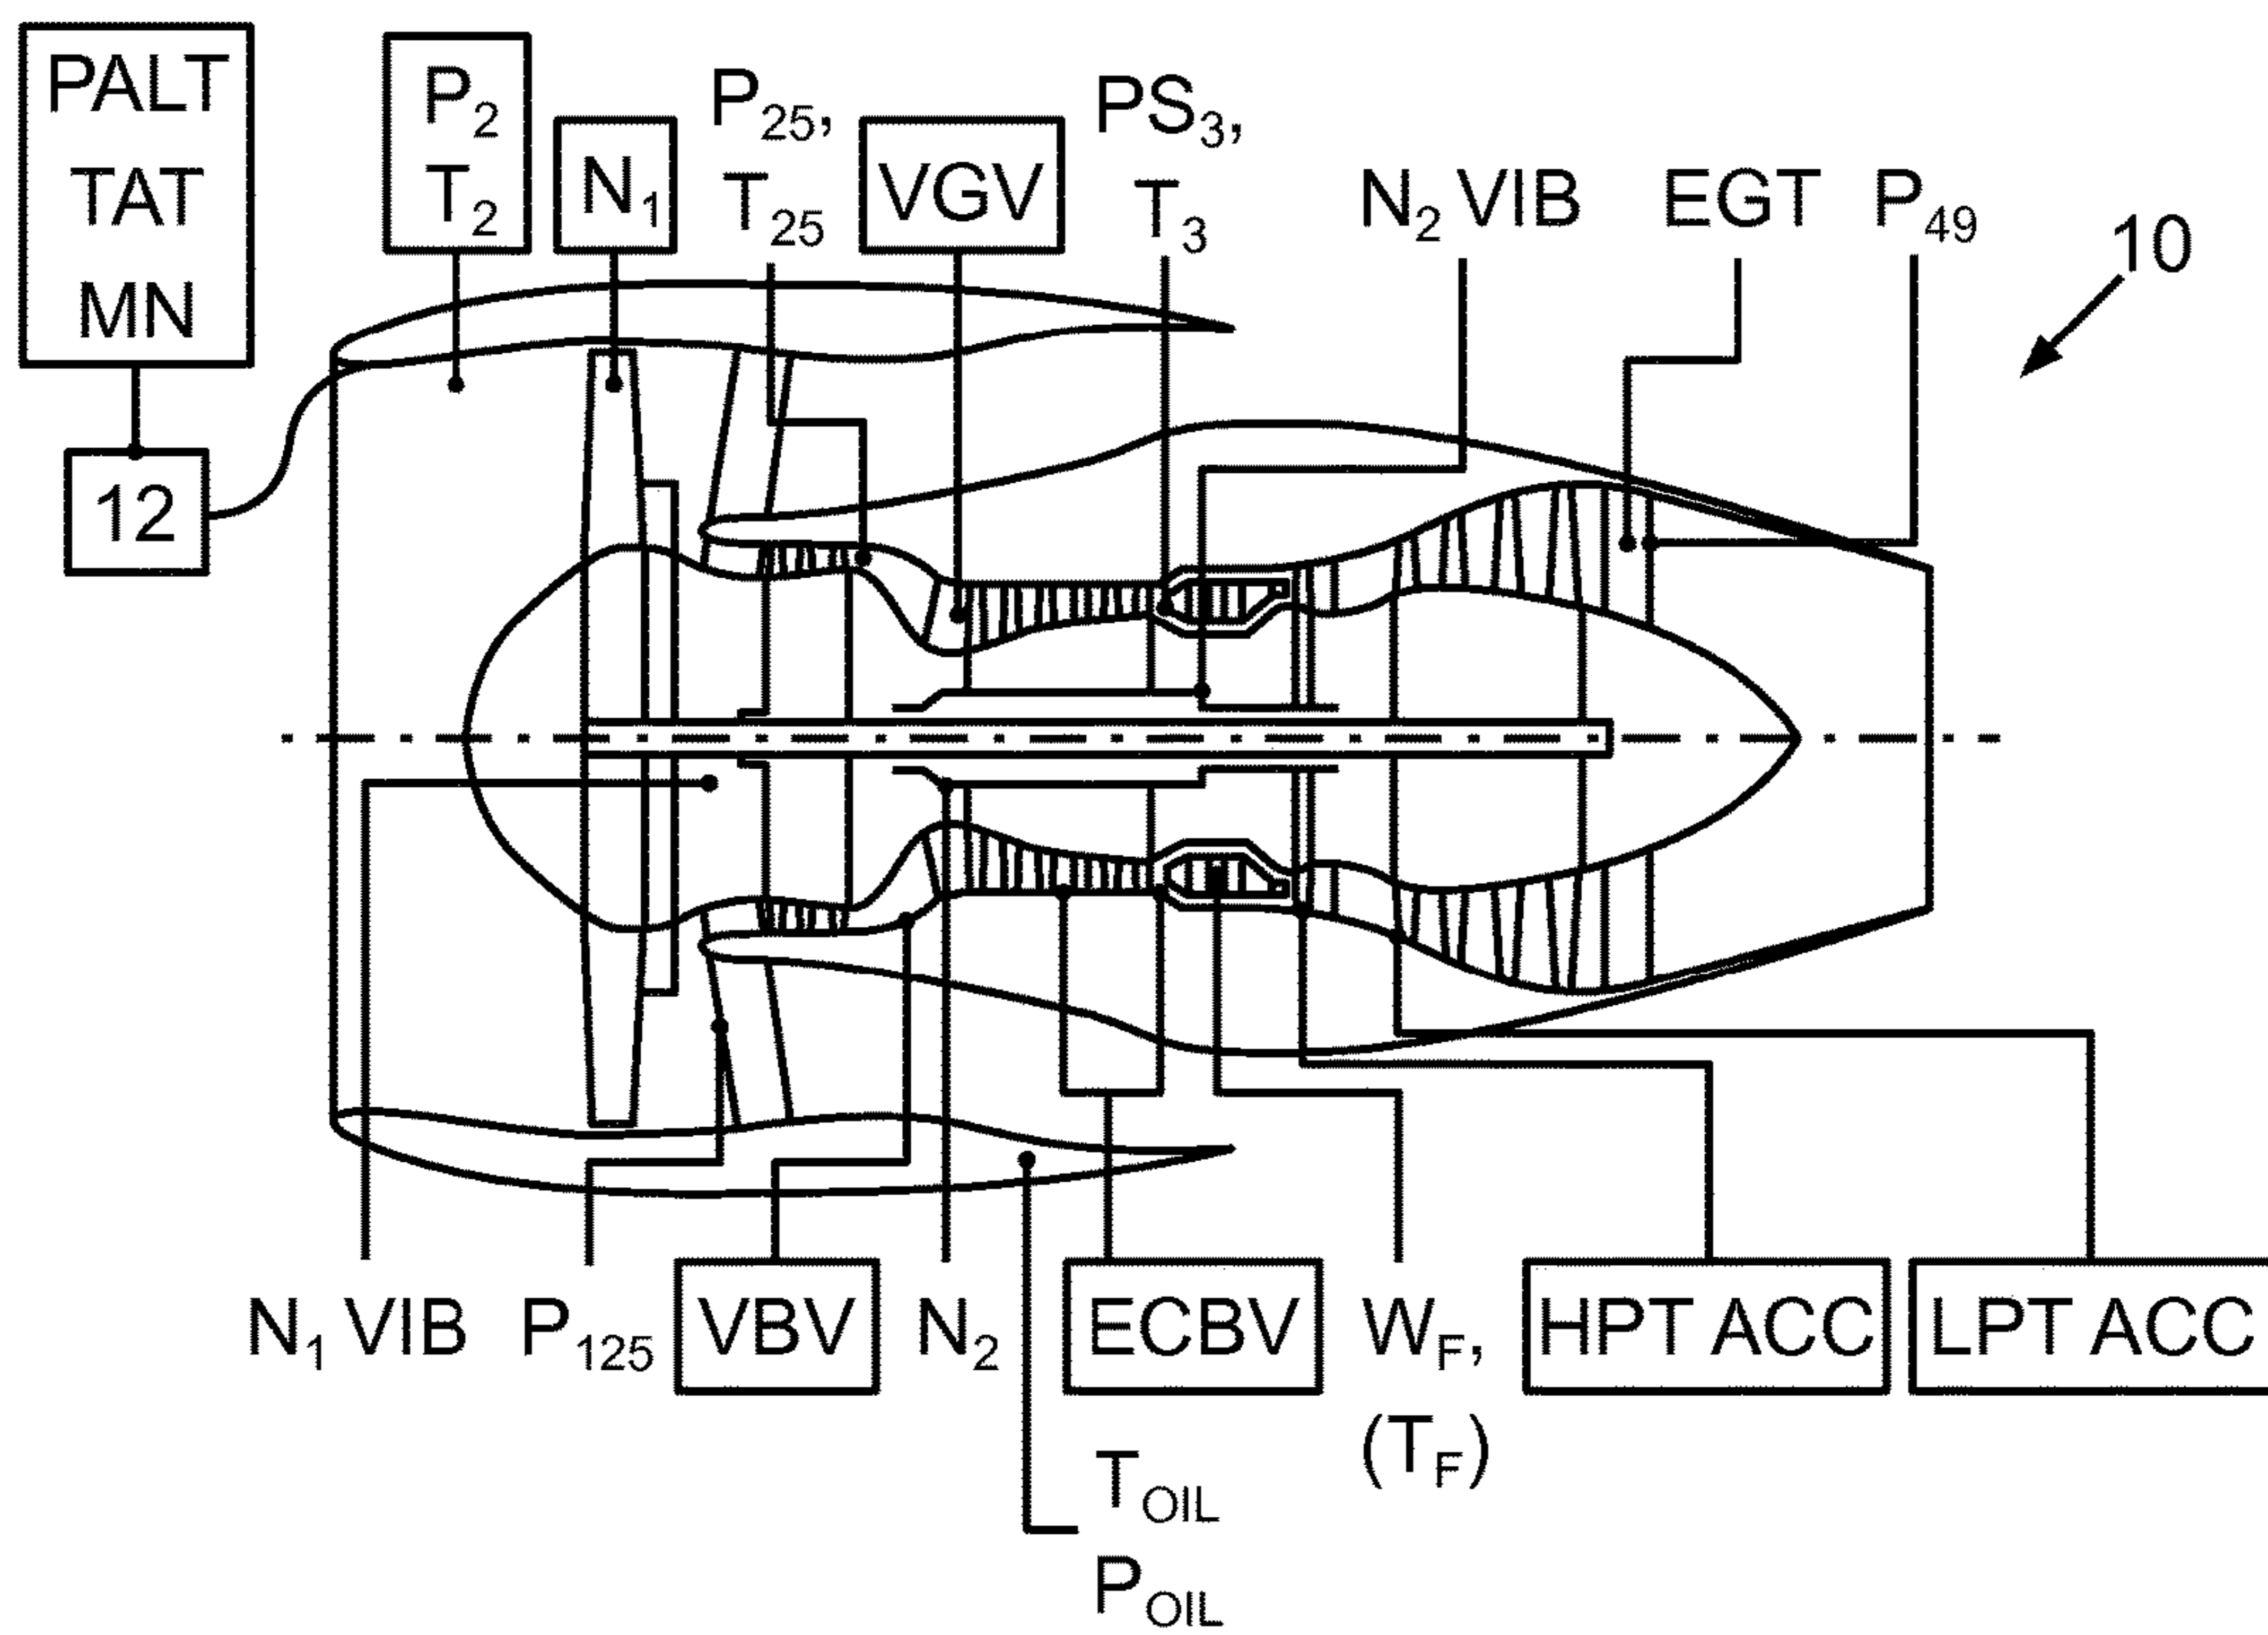 PALT
TAT
MN
12
P2
T2
N1
P25,
T25
VGV
PS3,
T3
N2 VIB
EGT
P49
10
N1 VIB
P125
VBV
N2
ECBV
WF,
(TF)
HPT ACC
LPT ACC
TOIL
POIL